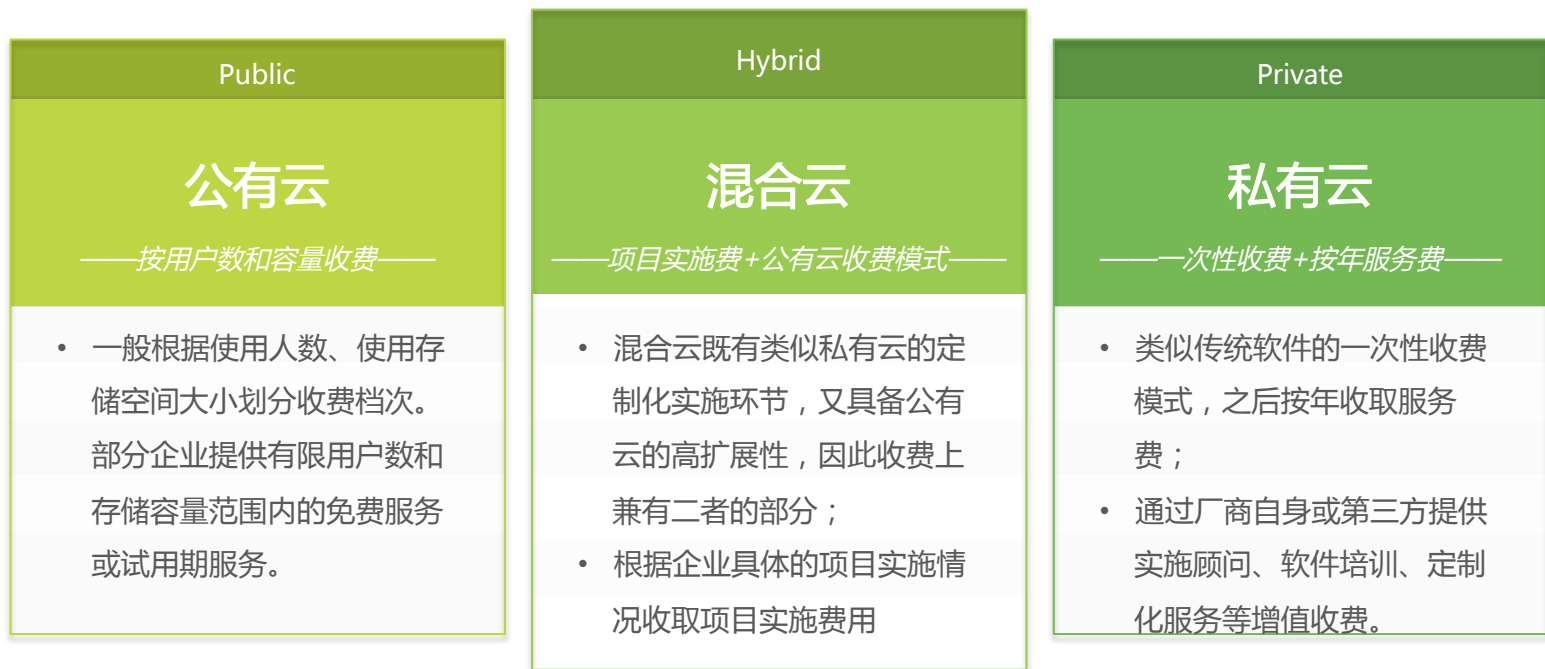 Public
公有云
——按用户数和容量收费——
• 一般根据使用人数、使用存
储空间大小划分收费档次。
部分企业提供有限用户数和
存储容量范围内的免费服务
或试用期服务。
Hybrid
混合云
——项目实施费+公有云收费模式——
• 混合云既有类似私有云的定
制化实施环节，又具备公有
云的高扩展性，因此收费上
兼有二者的部分；
• 根据企业具体的项目实施情
况收取项目实施费用
Private
私有云
——一次性收费+按年服务费——
• 类似传统软件的一次性收费
模式，之后按年收取服务
费；
• 通过厂商自身或第三方提供
实施顾问、软件培训、定制
化服务等增值收费。